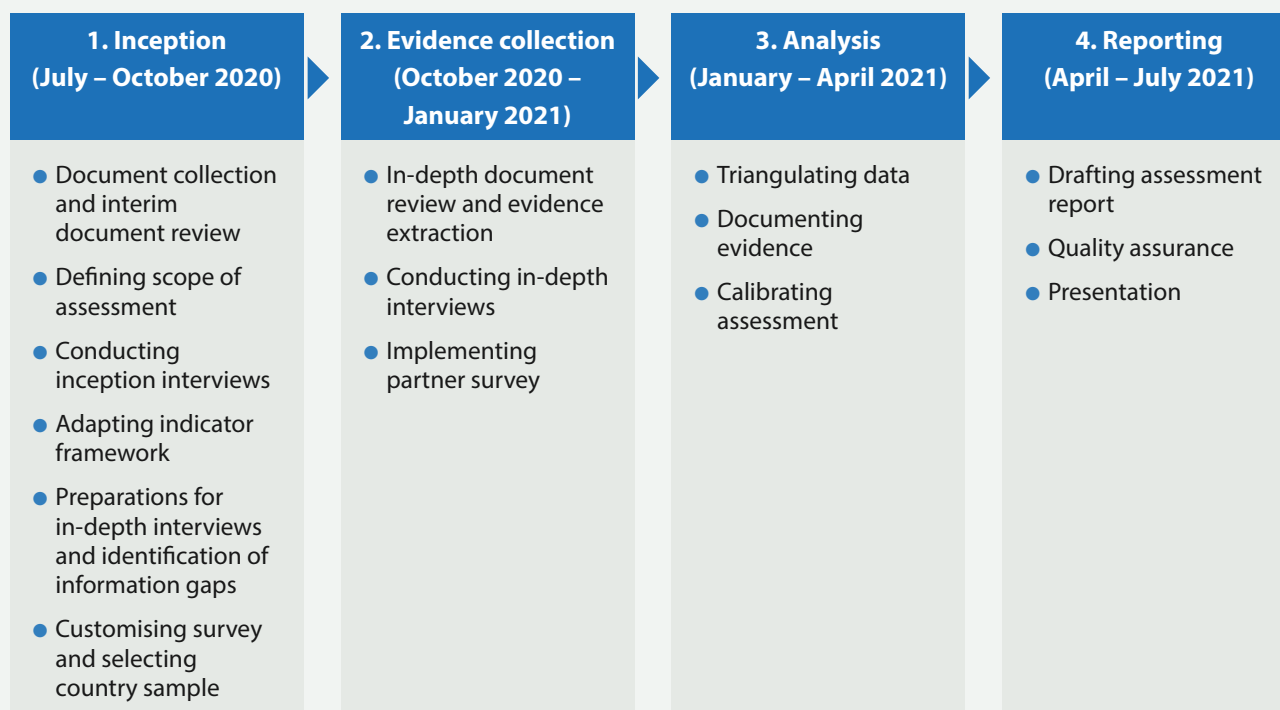 1. Inception
(July – October 2020)
Document collection
and interim
document review
Defining scope of
assessment
Conducting
inception interviews
Adapting indicator
framework
Preparations for
in-depth interviews
and identification of
information gaps
Customising survey
and selecting
country sample
2. Evidence collection
(October 2020 –
January 2021)
In-depth document
review and evidence
extraction
Conducting in-depth
interviews
Implementing
partner survey
3. Analysis
(January – April 2021)
Triangulating data
Documenting
evidence
Calibrating
assessment
4. Reporting
(April – July 2021)
Drafting assessment
report
Quality assurance
Presentation